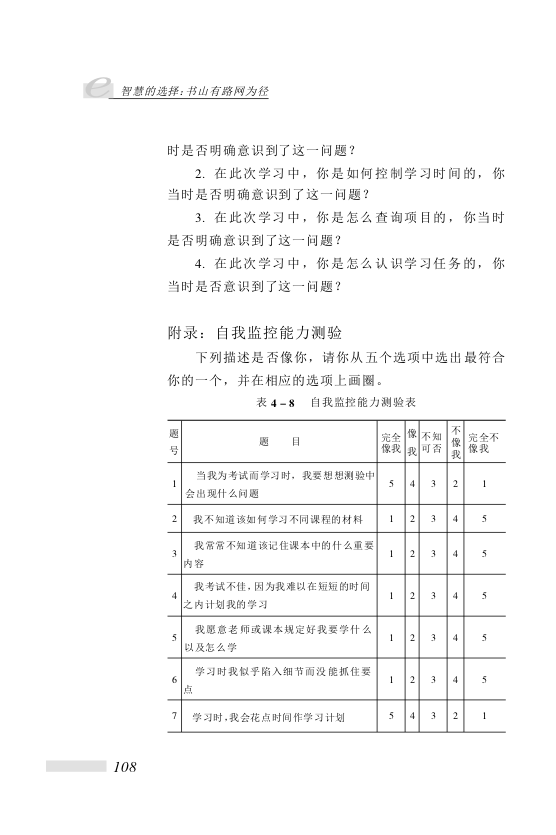 e
智慧的选择：书山有路网为径
时是否明确意识到了这一问题？
2. 在此次学习中，你是如何控制学习时间的，你
当时是否明确意识到了这一问题？
3. 在此次学习中，你是怎么查询项目的，你当时
是否明确意识到了这一问题？
4. 在此次学习中，你是怎么认识学习任务的，你
当时是否意识到了这一问题？
附录：自我监控能力测验
下列描述是否像你，请你从五个选项中选出最符合
你的一个，并在相应的选项上画圈。
表 4－8 自我监控能力测验表
题号 题 目 完全像我 像我 不知可否 不像我 完全不像我
1 当我为考试而学习时，我要想想测验中
会出现什么问题 5 4 3 2 1
2 我不知道该如何学习不同课程的材料 1 2 3 4 5
3 我常常不知道该记住课本中的什么重要
内容 1 2 3 4 5
4 我考试不佳，因为我难以在短短的时间
之内计划我的学习 1 2 3 4 5
5 我愿意老师或课本规定好我要学什么
以及怎么学 1 2 3 4 5
6 学习时我似乎陷入细节而没能抓住要
点 1 2 3 4 5
7 学习时，我会花点时间作学习计划 5 4 3 2 1
108